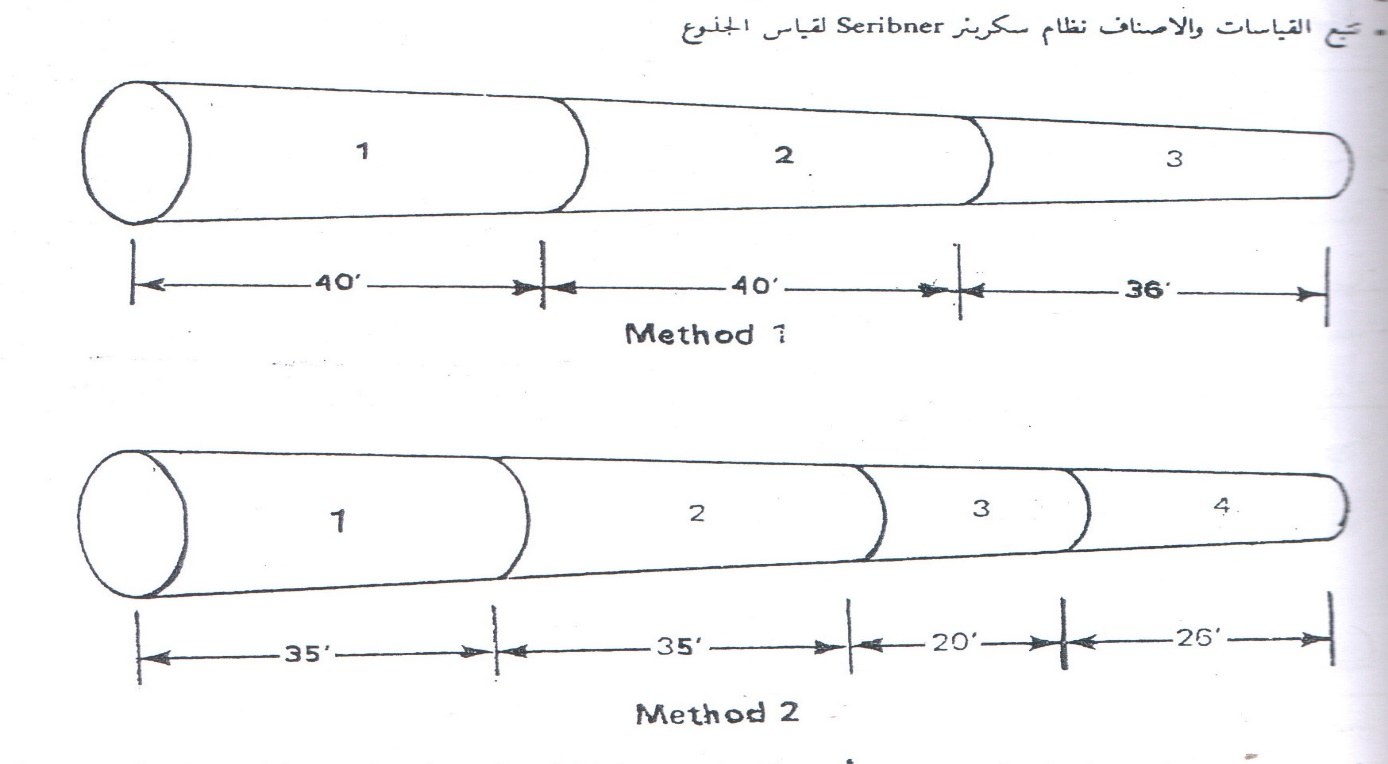 تتبع القياسات والاصناف نظام سكربنر Seribner لقياس الجذوع
1 2 3
40' 40' 36'
Method 1
1 2 3 4
35' 35' 20' 26'
Method 2